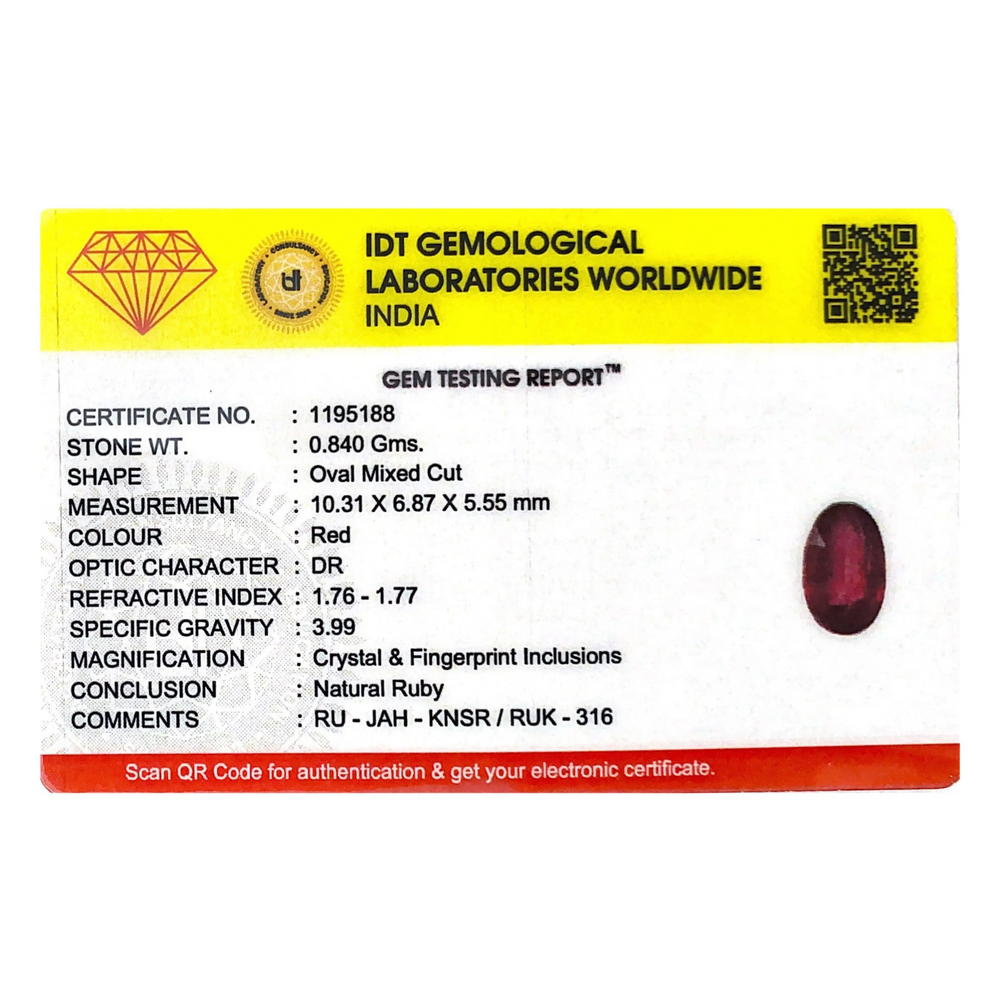 IDT GEMOLOGICAL
LABORATORIES WORLDWIDE
INDIA
CONSULTANCY
SINCE
GEM TESTING REPORT™
CERTIFICATE NO. : 1195188
STONE WT. : 0.840 Gms.
SHAPE : Oval Mixed Cut
MEASUREMENT : 10.31 X 6.87 X 5.55 mm
COLOUR : Red
OPTIC CHARACTER : DR
REFRACTIVE INDEX : 1.76 - 1.77
SPECIFIC GRAVITY : 3.99
MAGNIFICATION : Crystal & Fingerprint Inclusions
CONCLUSION : Natural Ruby
COMMENTS : RU - JAH - KNSR / RUK - 316
Scan QR Code for authentication & get your electronic certificate.